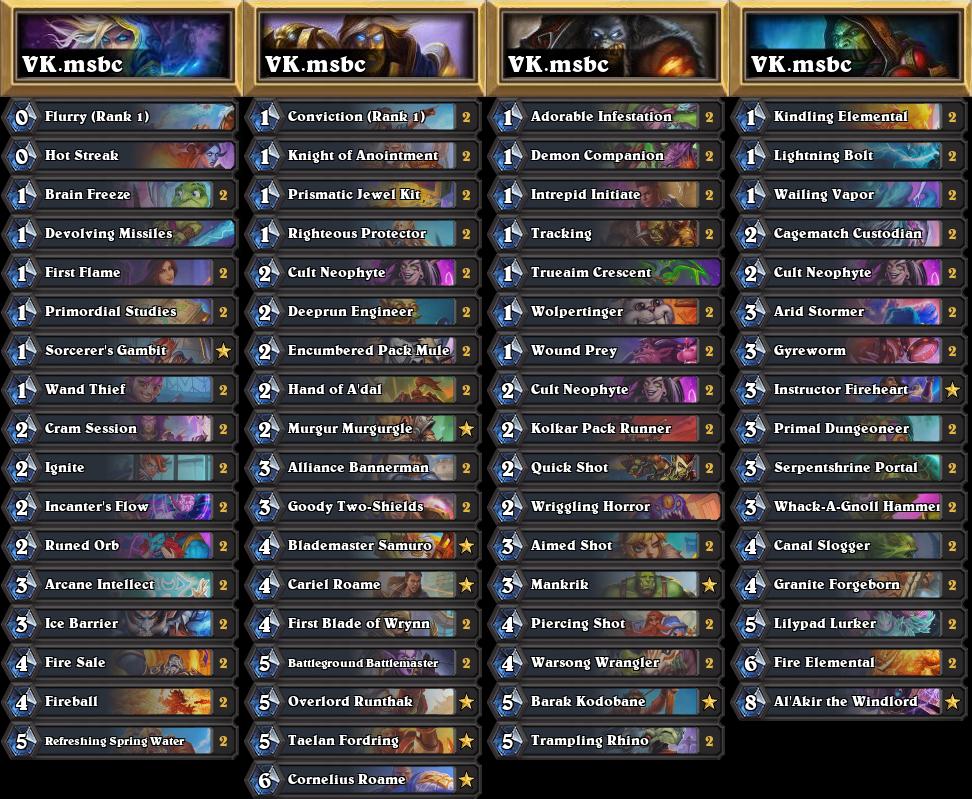 VK.msbc
0 Flurry (Rank 1)
0 Hot Streak
1 Brain Freeze 2
1 Devolving Missiles
1 First Flame 2
1 Primordial Studies 2
1 Sorcerer's Gambit
1 Wand Thief 2
2 Cram Session 2
2 Ignite 2
2 Incanter's Flow 2
2 Runed Orb 2
3 Arcane Intellect 2
3 Ice Barrier 2
4 Fire Sale 2
4 Fireball 2
5 Refreshing Spring Water 2
VK.msbc
1 Conviction (Rank 1) 2
1 Knight of Anointment 2
1 Prismatic Jewel Kit 2
1 Righteous Protector 2
2 Cult Neophyte 2
2 Deeprun Engineer 2
2 Encumbered Pack Mule 2
2 Hand of A'dal 2
2 Murgur Murgurgle
3 Alliance Bannerman 2
3 Goody Two-Shields 2
4 Blademaster Samuro
4 Cariel Roame
4 First Blade of Wrynn 2
5 Battleground Battlemaster 2
5 Overlord Runthak
5 Taelan Fordring
6 Cornelius Roame
VK.msbc
1 Adorable Infestation 2
1 Demon Companion 2
1 Intrepid Initiate 2
1 Tracking 2
1 Trueaim Crescent
1 Wolpertinger 2
1 Wound Prey 2
2 Cult Neophyte 2
2 Kolkar Pack Runner 2
2 Quick Shot 2
2 Wriggling Horror
3 Aimed Shot 2
3 Mankrik
4 Piercing Shot 2
4 Warsong Wrangler 2
5 Barak Kodobane
5 Trampling Rhino 2
VK.msbc
1 Kindling Elemental 2
1 Lightning Bolt 2
1 Wailing Vapor 2
2 Cagematch Custodian 2
2 Cult Neophyte 2
3 Arid Stormer 2
3 Gyreworm 2
3 Instructor Fireheart
3 Primal Dungeoneer 2
3 Serpentshrine Portal 2
3 Whack-A-Gnoll Hammer 2
4 Canal Slogger 2
4 Granite Forgeborn 2
5 Lilypad Lurker 2
6 Fire Elemental 2
8 Al'Akir the Windlord